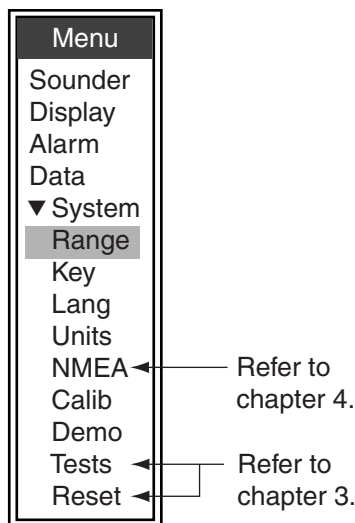 Menu
Sounder
Display
Alarm
Data
▼ System
Range
Key
Lang
Units
NMEA
Calib
Demo
Tests
Reset
Refer to
chapter 4.
Refer to
chapter 3.